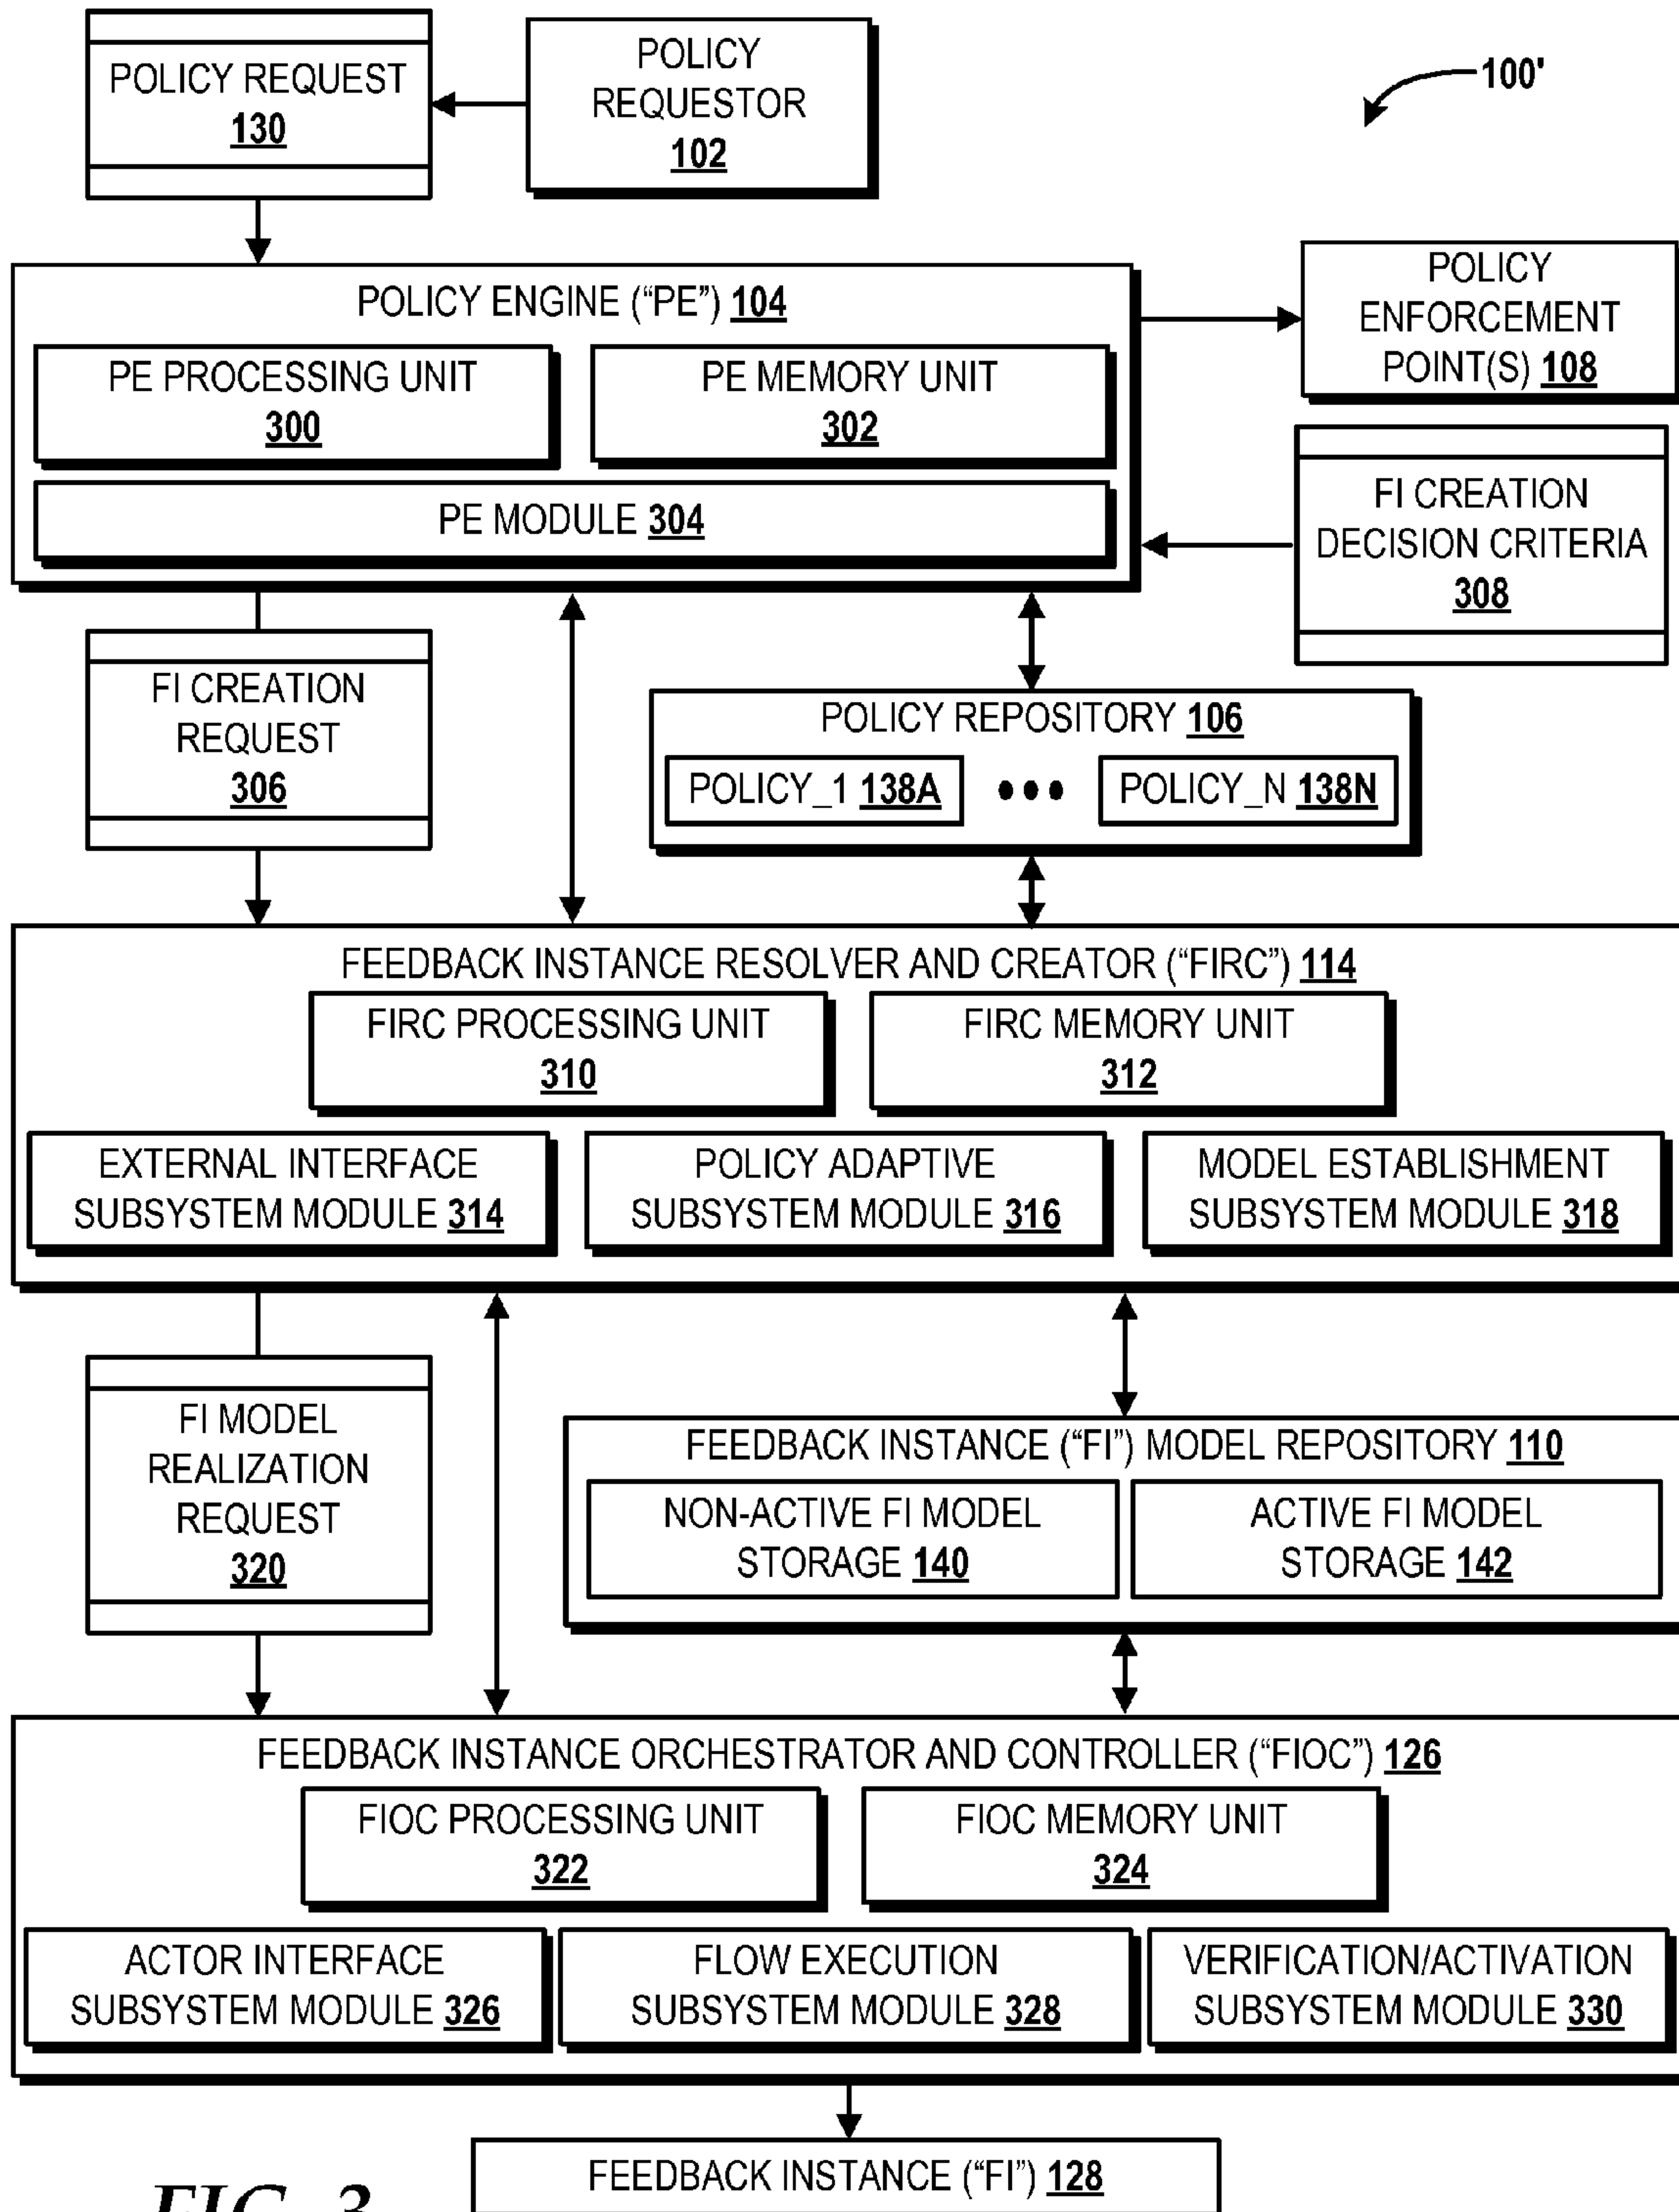 POLICY REQUEST
130
POLICY
REQUESTOR
102
100'
POLICY ENGINE (“PE”) 104
PE PROCESSING UNIT
300
PE MEMORY UNIT
302
PE MODULE 304
POLICY
ENFORCEMENT
POINT(S) 108
FI CREATION
DECISION CRITERIA
308
FI CREATION
REQUEST
306
POLICY REPOSITORY 106
POLICY_1 138A
POLICY_N 138N
FEEDBACK INSTANCE RESOLVER AND CREATOR (“FIRC”) 114
FIRC PROCESSING UNIT
310
FIRC MEMORY UNIT
312
EXTERNAL INTERFACE
SUBSYSTEM MODULE 314
POLICY ADAPTIVE
SUBSYSTEM MODULE 316
MODEL ESTABLISHMENT
SUBSYSTEM MODULE 318
FI MODEL
REALIZATION
REQUEST
320
FEEDBACK INSTANCE (“FI”) MODEL REPOSITORY 110
NON-ACTIVE FI MODEL
STORAGE 140
ACTIVE FI MODEL
STORAGE 142
FEEDBACK INSTANCE ORCHESTRATOR AND CONTROLLER (“FIOC”) 126
FIOC PROCESSING UNIT
322
FIOC MEMORY UNIT
324
ACTOR INTERFACE
SUBSYSTEM MODULE 326
FLOW EXECUTION
SUBSYSTEM MODULE 328
VERIFICATION/ACTIVATION
SUBSYSTEM MODULE 330
FEEDBACK INSTANCE (“FI”) 128
FIG. 3